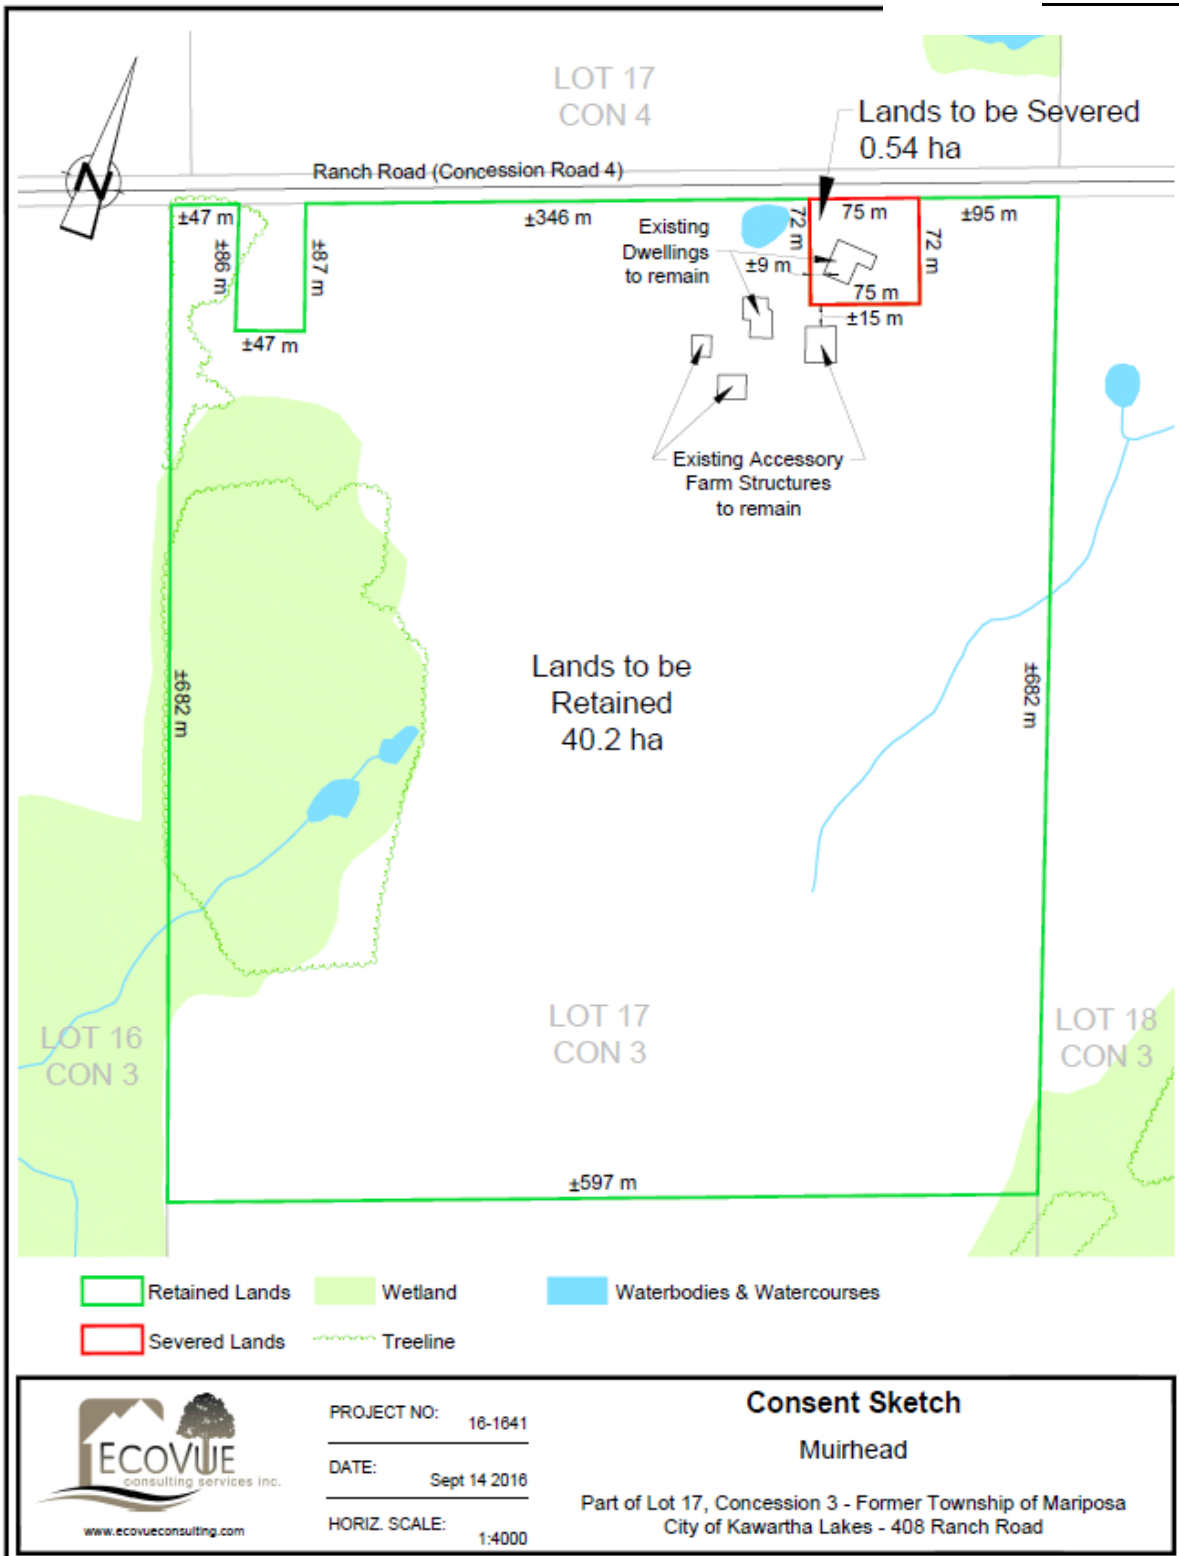 LOT 17
CON 4
Lands to be Severed
0.54 ha
N
Ranch Road (Concession Road 4)
±47 m
±346 m
75 m
±95 m
±86 m
±87 m
72 m
72 m
Existing
Dwellings
to remain
±9 m
75 m
±15 m
±47 m
Existing Accessory
Farm Structures
to remain
±682 m
Lands to be
Retained
40.2 ha
±682 m
LOT 16
CON 3
LOT 17
CON 3
LOT 18
CON 3
±597 m
Retained Lands
Wetland
Waterbodies & Watercourses
Severed Lands
Treeline
ECOVUE
consulting services inc.
www.ecovueconsulting.com
PROJECT NO: 16-1641
DATE: Sept 14 2016
HORIZ. SCALE: 1:4000
Consent Sketch
Muirhead
Part of Lot 17, Concession 3 - Former Township of Mariposa
City of Kawartha Lakes - 408 Ranch Road